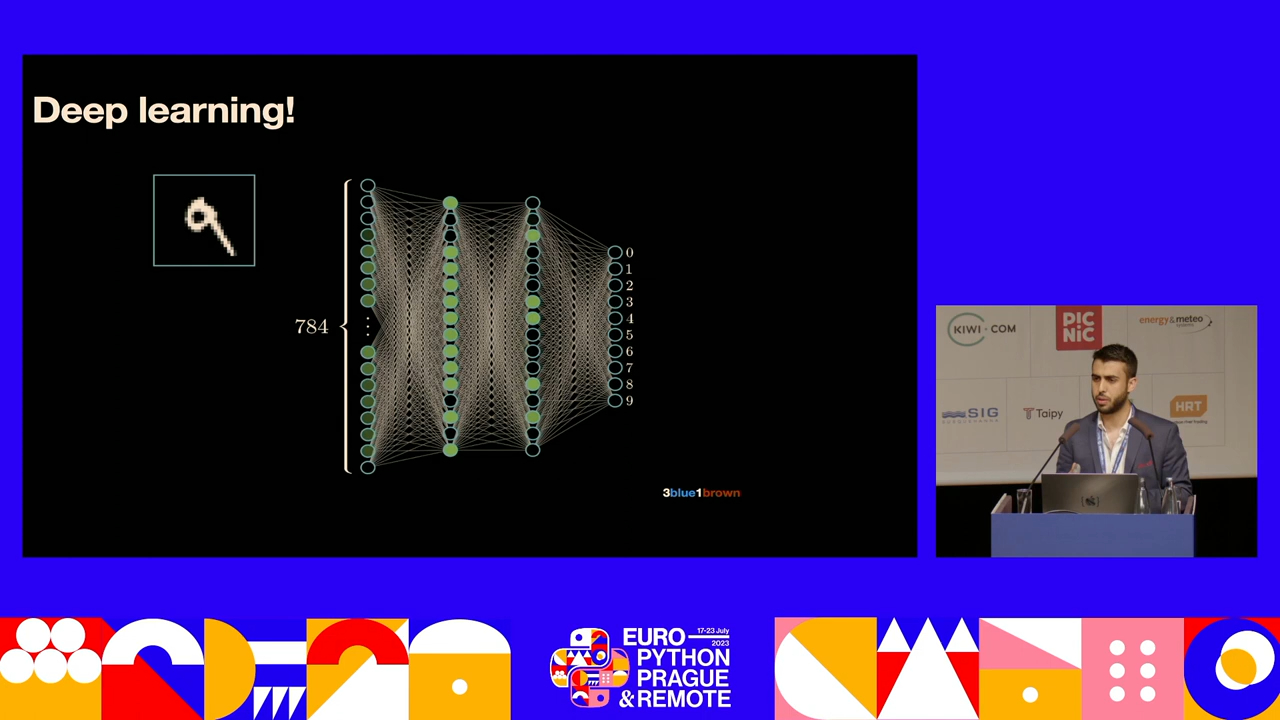 Deep learning!
784
0
1
2
3
4
5
6
7
8
9
3blue1brown
KIWI·COM
PIC
NiC
energy & meteo
systems
SIG
Taipy
HRT
EURO
17-23 July
2023
PYTHON
PRAGUE
& REMOTE